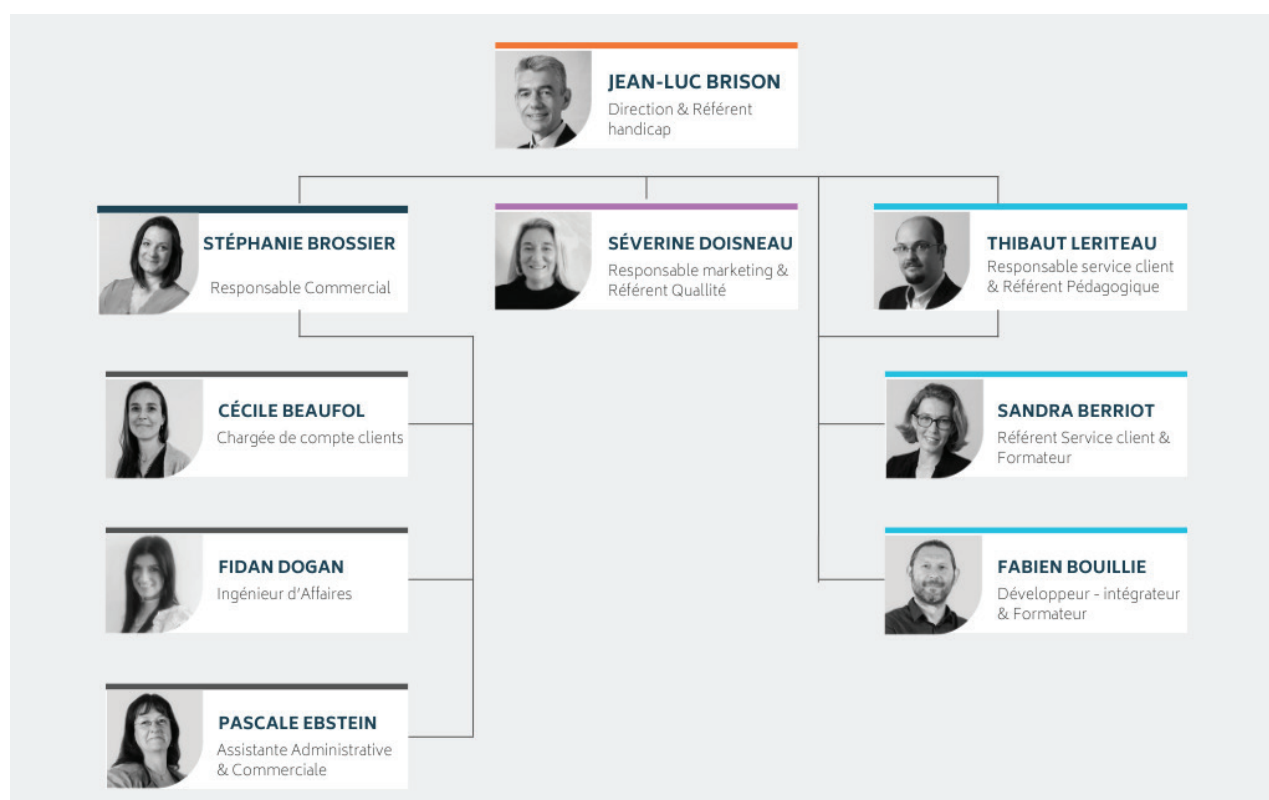 JEAN-LUC BRISON
Direction & Référent
handicap
STÉPHANIE BROSSIER
Responsable Commercial
SÉVERINE DOISNEAU
Responsable marketing &
Référent Quallité
THIBAUT LERITEAU
Responsable service client
& Référent Pédagogique
CÉCILE BEAUFOL
Chargée de compte clients
SANDRA BERRIOT
Référent Service client &
Formateur
FIDAN DOGAN
Ingénieur d'Affaires
FABIEN BOUILLIE
Développeur - intégrateur
& Formateur
PASCALE EBSTEIN
Assistante Administrative
& Commerciale